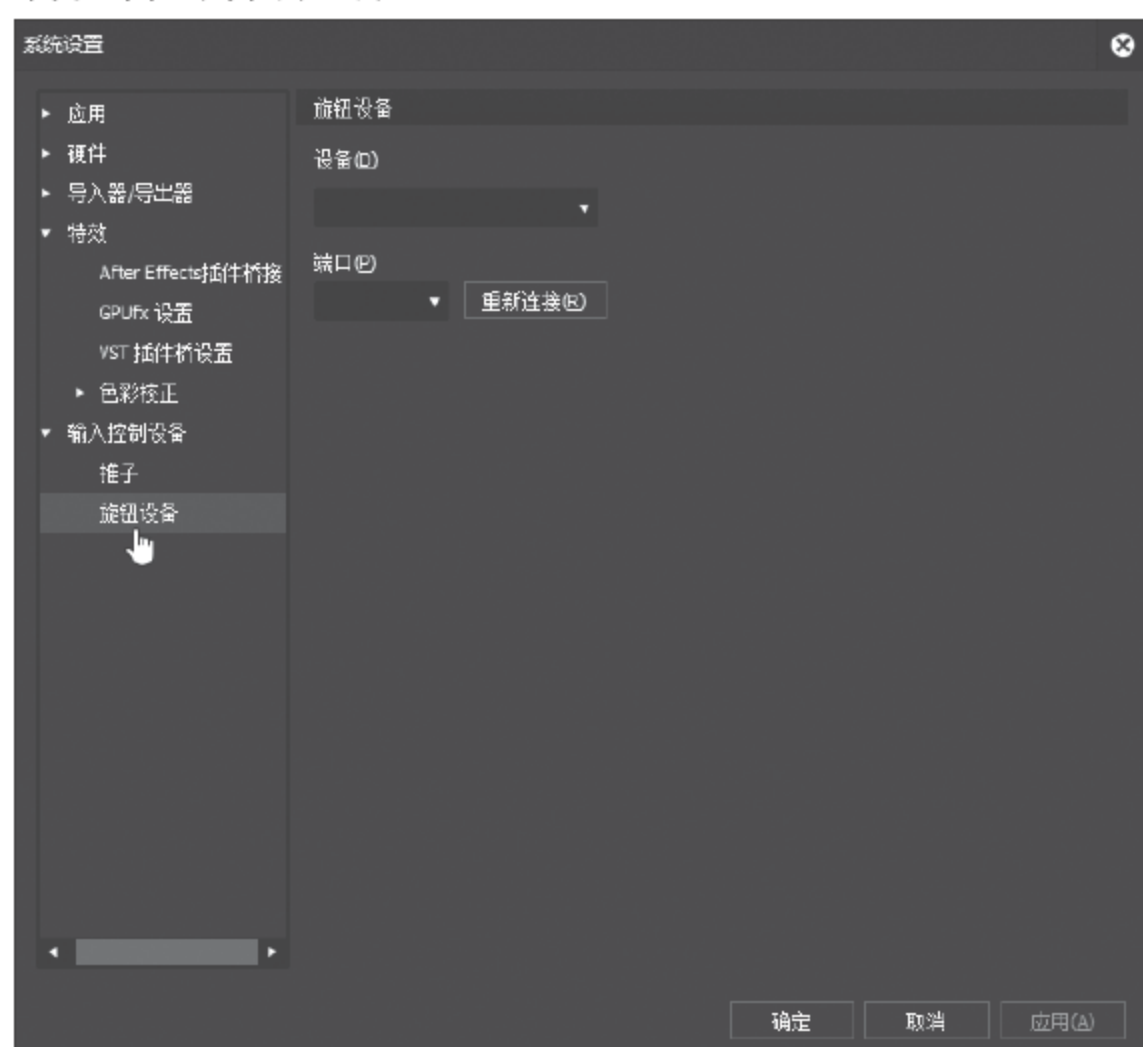 系统设置
应用
硬件
导入器/导出器
特效
After Effects插件桥接
GPUfx 设置
VST 插件桥设置
色彩校正
输入控制设备
推子
旋钮设备
旋钮设备
设备(D)
端口(P)
重新连接(R)
确定
取消
应用(A)